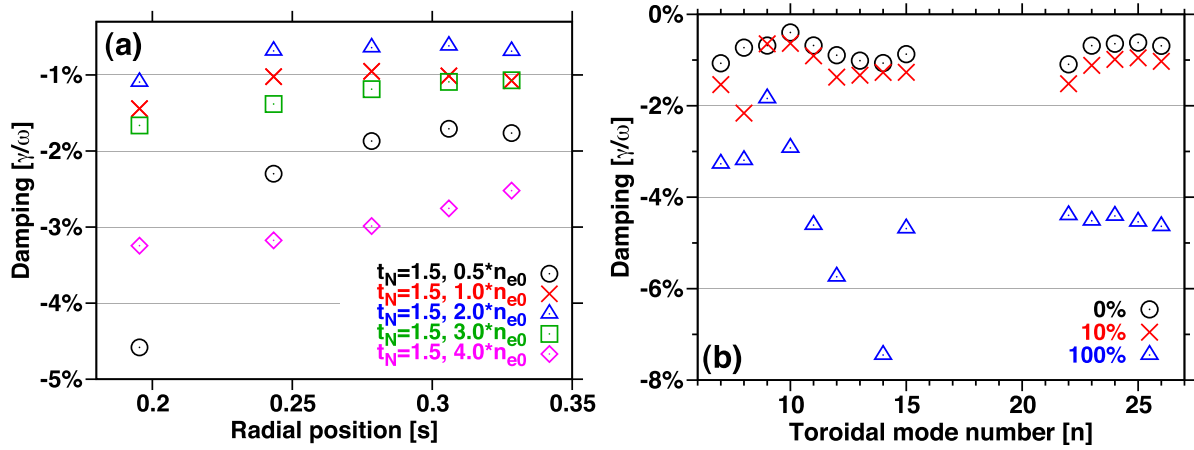 (a)
Damping [γ/ω]
-1%
-2%
-3%
-4%
-5%
0.2
0.25
0.3
0.35
Radial position [s]
t_N=1.5, 0.5*n_e0
t_N=1.5, 1.0*n_e0
t_N=1.5, 2.0*n_e0
t_N=1.5, 3.0*n_e0
t_N=1.5, 4.0*n_e0
(b)
Damping [γ/ω]
0%
-2%
-4%
-6%
-8%
10
15
20
25
Toroidal mode number [n]
0%
10%
100%